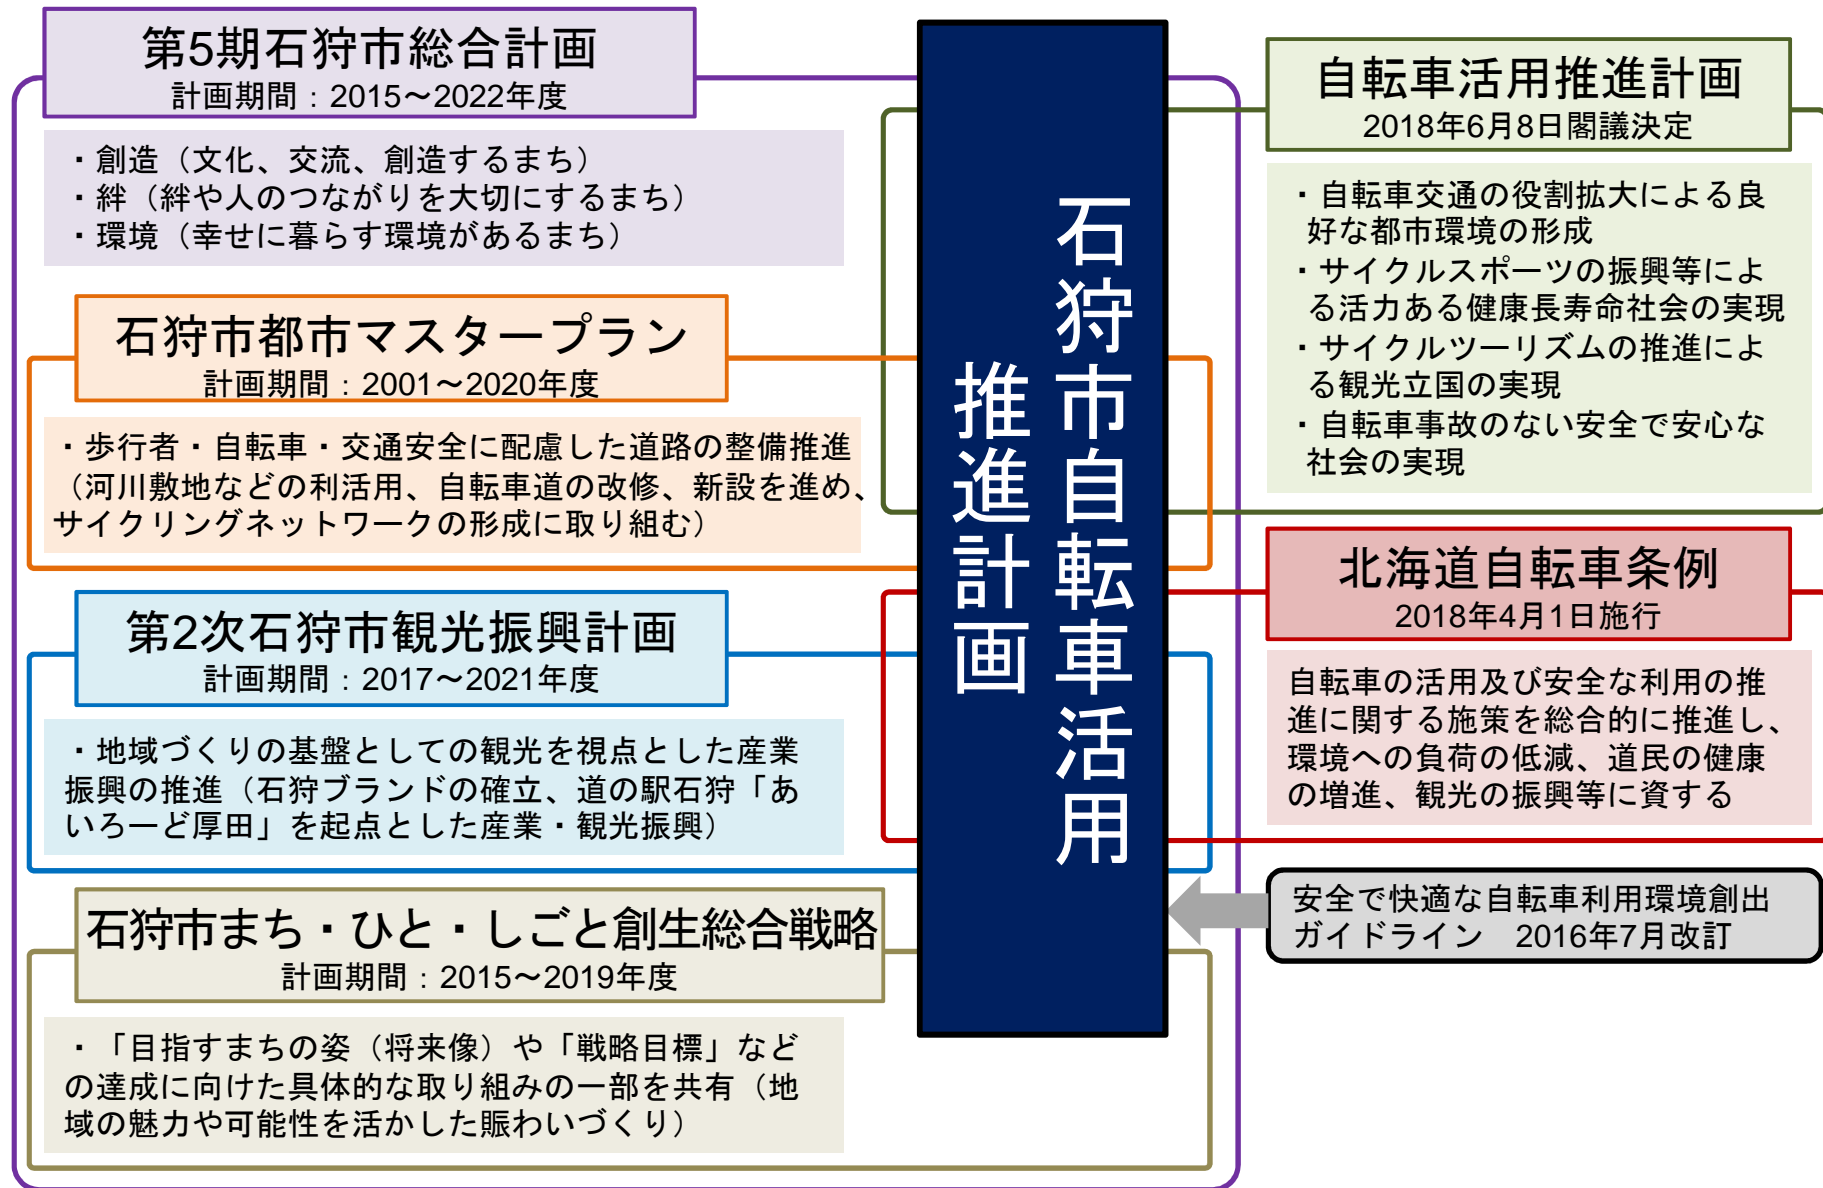 第5期石狩市総合計画
計画期間：2015～2022年度
・創造（文化、交流、創造するまち）
・絆（絆や人のつながりを大切にするまち）
・環境（幸せに暮らす環境があるまち）
石狩市都市マスタープラン
計画期間：2001～2020年度
・歩行者・自転車・交通安全に配慮した道路の整備推進
（河川敷地などの利活用、自転車道の改修、新設を進め、
サイクリングネットワークの形成に取り組む）
第2次石狩市観光振興計画
計画期間：2017～2021年度
・地域づくりの基盤としての観光を視点とした産業
振興の推進（石狩ブランドの確立、道の駅石狩「あ
いろーど厚田」を起点とした産業・観光振興）
石狩市まち・ひと・しごと創生総合戦略
計画期間：2015～2019年度
・「目指すまちの姿（将来像）や「戦略目標」など
の達成に向けた具体的な取り組みの一部を共有（地
域の魅力や可能性を活かした賑わいづくり）
石狩市自転車活用
推進計画
自転車活用推進計画
2018年6月8日閣議決定
・自転車交通の役割拡大による良
好な都市環境の形成
・サイクルスポーツの振興等によ
る活力ある健康長寿命社会の実現
・サイクルツーリズムの推進によ
る観光立国の実現
・自転車事故のない安全で安心な
社会の実現
北海道自転車条例
2018年4月1日施行
自転車の活用及び安全な利用の推
進に関する施策を総合的に推進し、
環境への負荷の低減、道民の健康
の増進、観光の振興等に資する
安全で快適な自転車利用環境創出
ガイドライン　2016年7月改訂